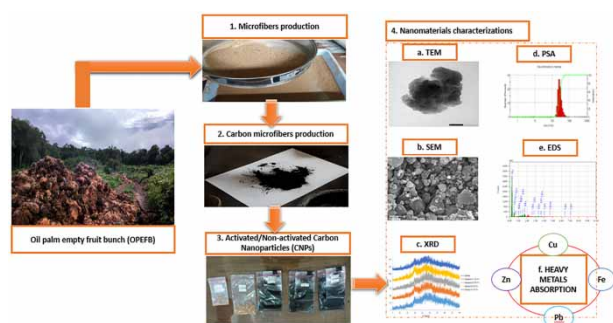 1. Microfibers production
4. Nanomaterials characterizations
a. TEM
d. PSA
2. Carbon microfibers production
b. SEM
e. EDS
Oil palm empty fruit bunch (OPEFB)
3. Activated/Non-activated Carbon
Nanoparticles (CNPs)
c. XRD
Cu
Zn
f. HEAVY
METALS
ABSORPTION
Fe
Pb